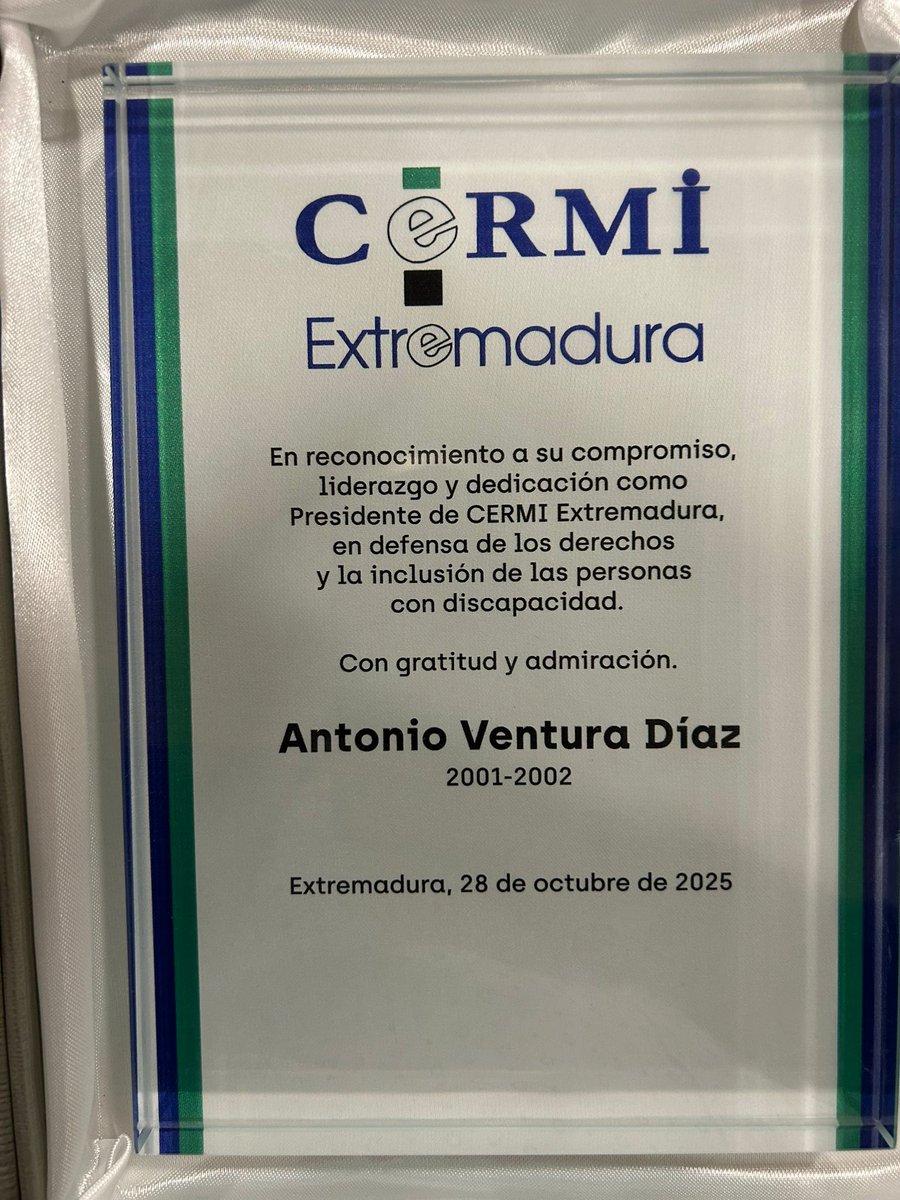 CeRMi
Extremadura
En reconocimiento a su compromiso,
liderazgo y dedicación como
Presidente de CERMI Extremadura,
en defensa de los derechos
y la inclusión de las personas
con discapacidad.
Con gratitud y admiración.
Antonio Ventura Díaz
2001-2002
Extremadura, 28 de octubre de 2025